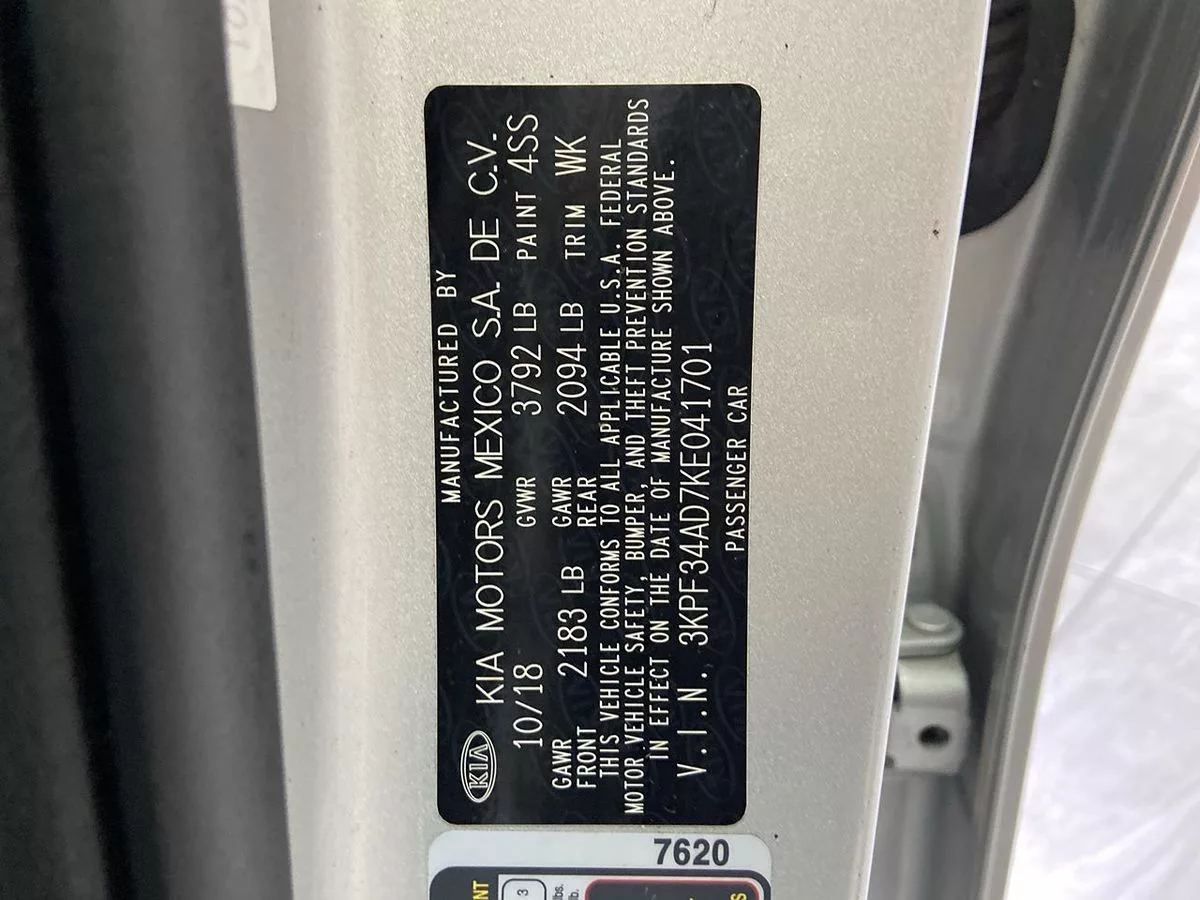 MANUFACTURED BY
KIA KIA MOTORS MEXICO S.A. DE C.V.
10/18 GVWR 3792 LB PAINT 4SS
GAWR FRONT 2183 LB GAWR REAR 2094 LB TRIM WK
THIS VEHICLE CONFORMS TO ALL APPLICABLE U.S.A. FEDERAL
MOTOR VEHICLE SAFETY, BUMPER, AND THEFT PREVENTION STANDARDS
IN EFFECT ON THE DATE OF MANUFACTURE SHOWN ABOVE.
V.I.N. 3KPF34AD7KE041701
PASSENGER CAR
7620
3